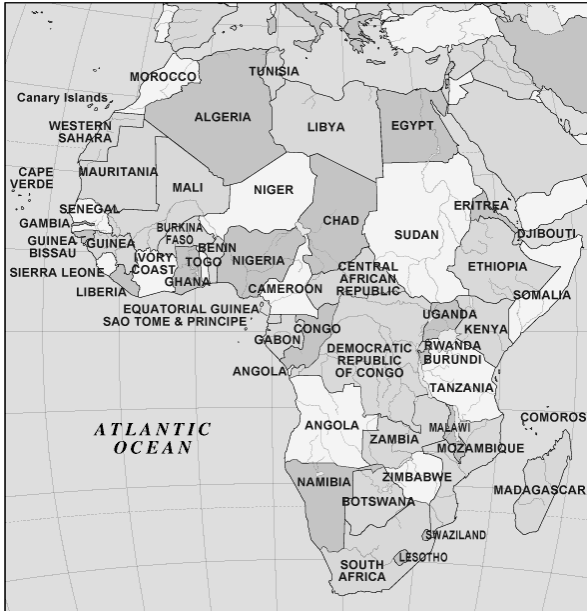 MOROCCO
TUNISIA
Canary Islands
ALGERIA
LIBYA
EGYPT
WESTERN
SAHARA
CAPE
VERDE
MAURITANIA
MALI
NIGER
CHAD
SUDAN
ERITREA
SENEGAL
GAMBIA
BURKINA
FASO
DJIBOUTI
GUINEA
BISSAU
GUINEA
BENIN
TOGO
NIGERIA
IVORY
COAST
SIERRA LEONE
GHANA
LIBERIA
CENTRAL
AFRICAN
REPUBLIC
ETHIOPIA
CAMEROON
SOMALIA
EQUATORIAL GUINEA
SAO TOME & PRINCIPE
UGANDA
CONGO
KENYA
GABON
DEMOCRATIC
REPUBLIC
OF CONGO
RWANDA
BURUNDI
ANGOLA
TANZANIA
COMOROS
ATLANTIC
OCEAN
ANGOLA
MALAWI
ZAMBIA
MOZAMBIQUE
NAMIBIA
ZIMBABWE
MADAGASCAR
BOTSWANA
SWAZILAND
LESOTHO
SOUTH
AFRICA